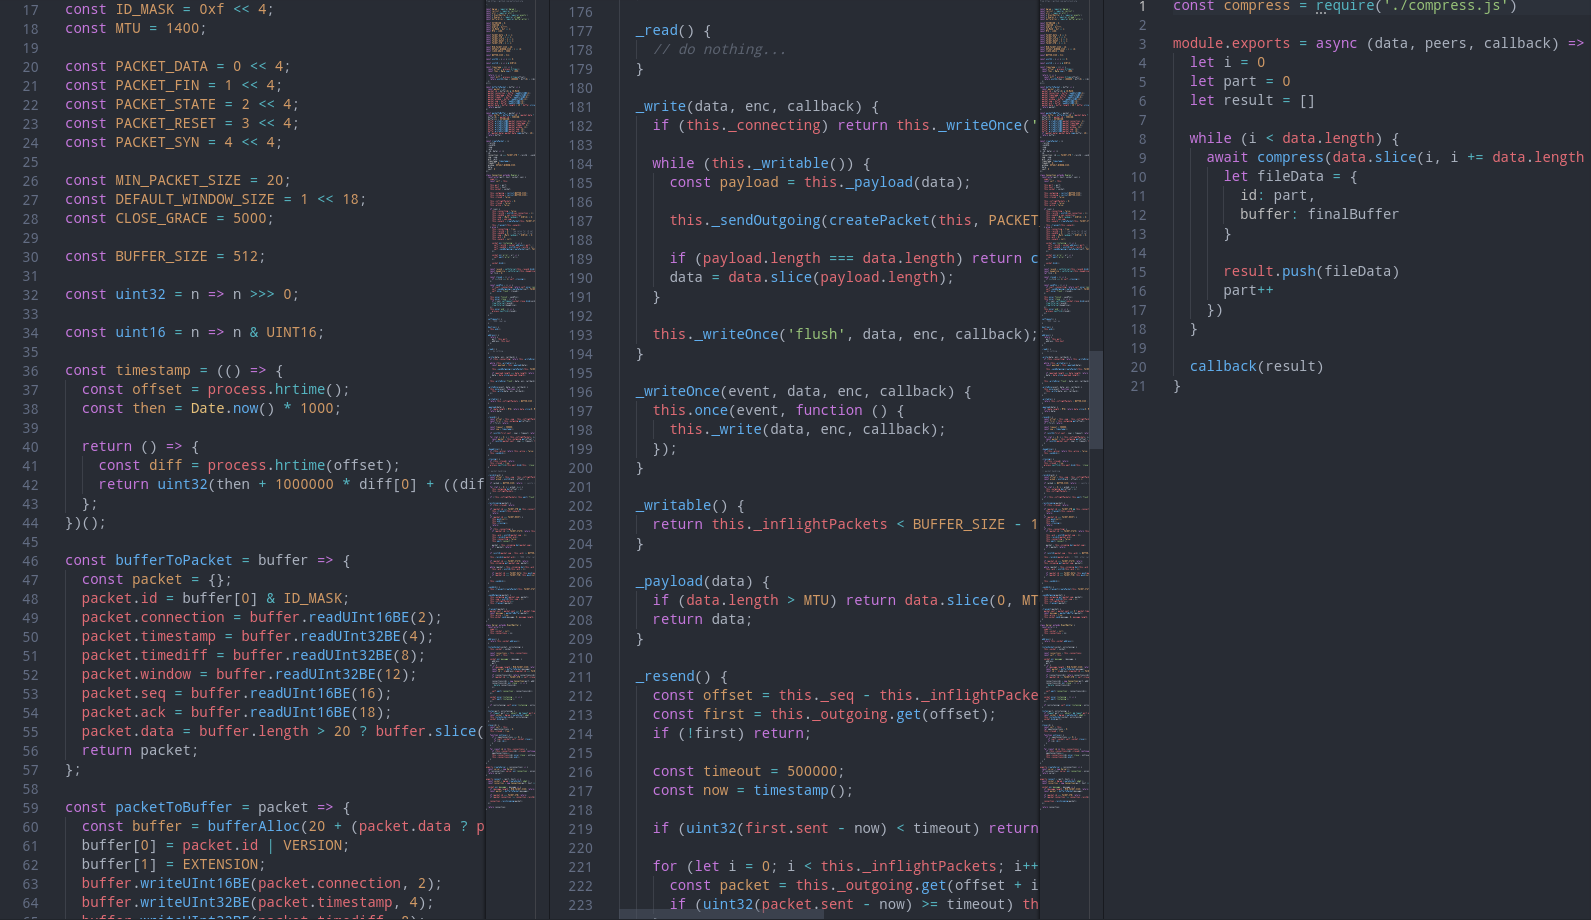 17 const ID_MASK = 0xf << 4;
18 const MTU = 1400;
19
20 const PACKET_DATA = 0 << 4;
21 const PACKET_FIN = 1 << 4;
22 const PACKET_STATE = 2 << 4;
23 const PACKET_RESET = 3 << 4;
24 const PACKET_SYN = 4 << 4;
25
26 const MIN_PACKET_SIZE = 20;
27 const DEFAULT_WINDOW_SIZE = 1 << 18;
28 const CLOSE_GRACE = 5000;
29
30 const BUFFER_SIZE = 512;
31
32 const uint32 = n => n >>> 0;
33
34 const uint16 = n => n & UINT16;
35
36 const timestamp = (() => {
37 const offset = process.hrtime();
38 const then = Date.now() * 1000;
39
40 return () => {
41 const diff = process.hrtime(offset);
42 return uint32(then + 1000000 * diff[0] + ((dif
43 };
44 })();
45
46 const bufferToPacket = buffer => {
47 const packet = {};
48 packet.id = buffer[0] & ID_MASK;
49 packet.connection = buffer.readUInt16BE(2);
50 packet.timestamp = buffer.readUInt32BE(4);
51 packet.timediff = buffer.readUInt32BE(8);
52 packet.window = buffer.readUInt32BE(12);
53 packet.seq = buffer.readUInt16BE(16);
54 packet.ack = buffer.readUInt16BE(18);
55 packet.data = buffer.length > 20 ? buffer.slice(
56 return packet;
57 };
58
59 const packetToBuffer = packet => {
60 const buffer = bufferAlloc(20 + (packet.data ? p
61 buffer[0] = packet.id | VERSION;
62 buffer[1] = EXTENSION;
63 buffer.writeUInt16BE(packet.connection, 2);
64 buffer.writeUInt32BE(packet.timestamp, 4);
176
177 _read() {
178 // do nothing...
179 }
180
181 _write(data, enc, callback) {
182 if (this._connecting) return this._writeOnce('
183
184 while (this._writable()) {
185 const payload = this._payload(data);
186
187 this._sendOutgoing(createPacket(this, PACKET
188
189 if (payload.length === data.length) return c
190 data = data.slice(payload.length);
191 }
192
193 this._writeOnce('flush', data, enc, callback);
194 }
195
196 _writeOnce(event, data, enc, callback) {
197 this.once(event, function () {
198 this._write(data, enc, callback);
199 });
200 }
201
202 _writable() {
203 return this._inflightPackets < BUFFER_SIZE - 1
204 }
205
206 _payload(data) {
207 if (data.length > MTU) return data.slice(0, MT
208 return data;
209 }
210
211 _resend() {
212 const offset = this._seq - this._inflightPacke
213 const first = this._outgoing.get(offset);
214 if (!first) return;
215
216 const timeout = 500000;
217 const now = timestamp();
218
219 if (uint32(first.sent - now) < timeout) return
220
221 for (let i = 0; i < this._inflightPackets; i++
222 const packet = this._outgoing.get(offset + i
223 if (uint32(packet.sent - now) >= timeout) th
1 const compress = require('./compress.js')
2
3 module.exports = async (data, peers, callback) =>
4 let i = 0
5 let part = 0
6 let result = []
7
8 while (i < data.length) {
9 await compress(data.slice(i, i += data.length
10 let fileData = {
11 id: part,
12 buffer: finalBuffer
13 }
14
15 result.push(fileData)
16 part++
17 })
18 }
19
20 callback(result)
21 }